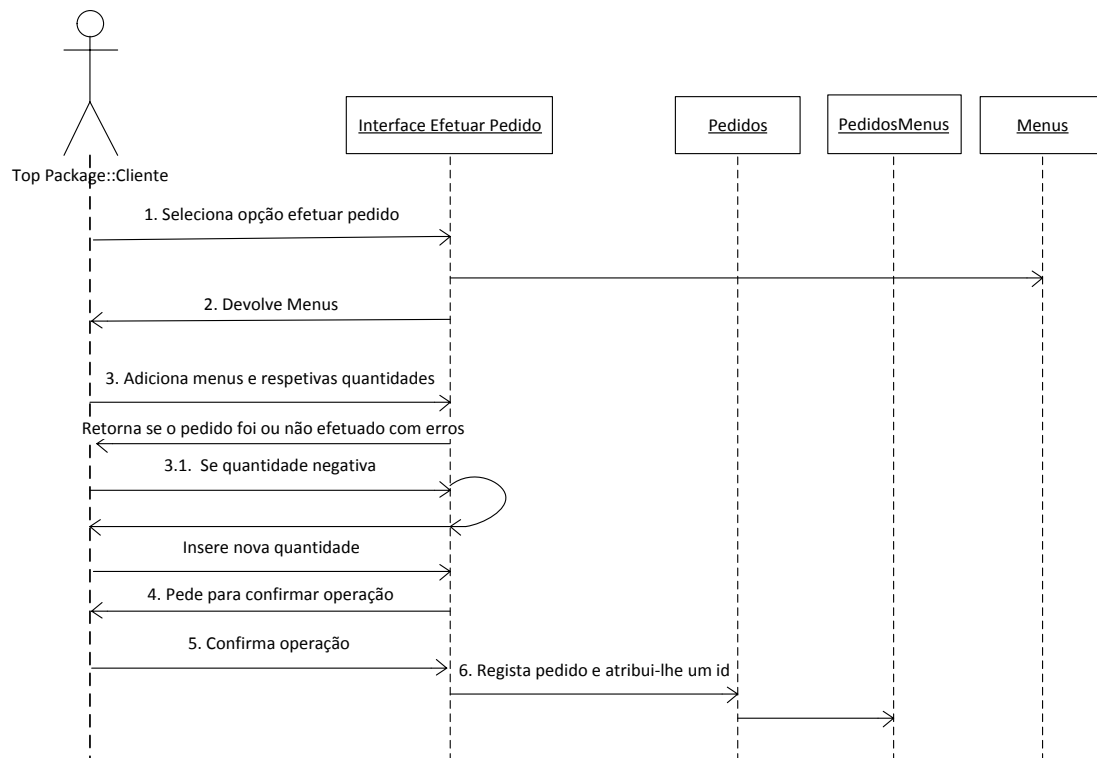 Interface Efetuar Pedido
Pedidos
PedidosMenus
Menus
Top Package::Cliente
1. Seleciona opção efetuar pedido
2. Devolve Menus
3. Adiciona menus e respetivas quantidades
Retorna se o pedido foi ou não efetuado com erros
3.1. Se quantidade negativa
Insere nova quantidade
4. Pede para confirmar operação
5. Confirma operação
6. Regista pedido e atribui-lhe um id